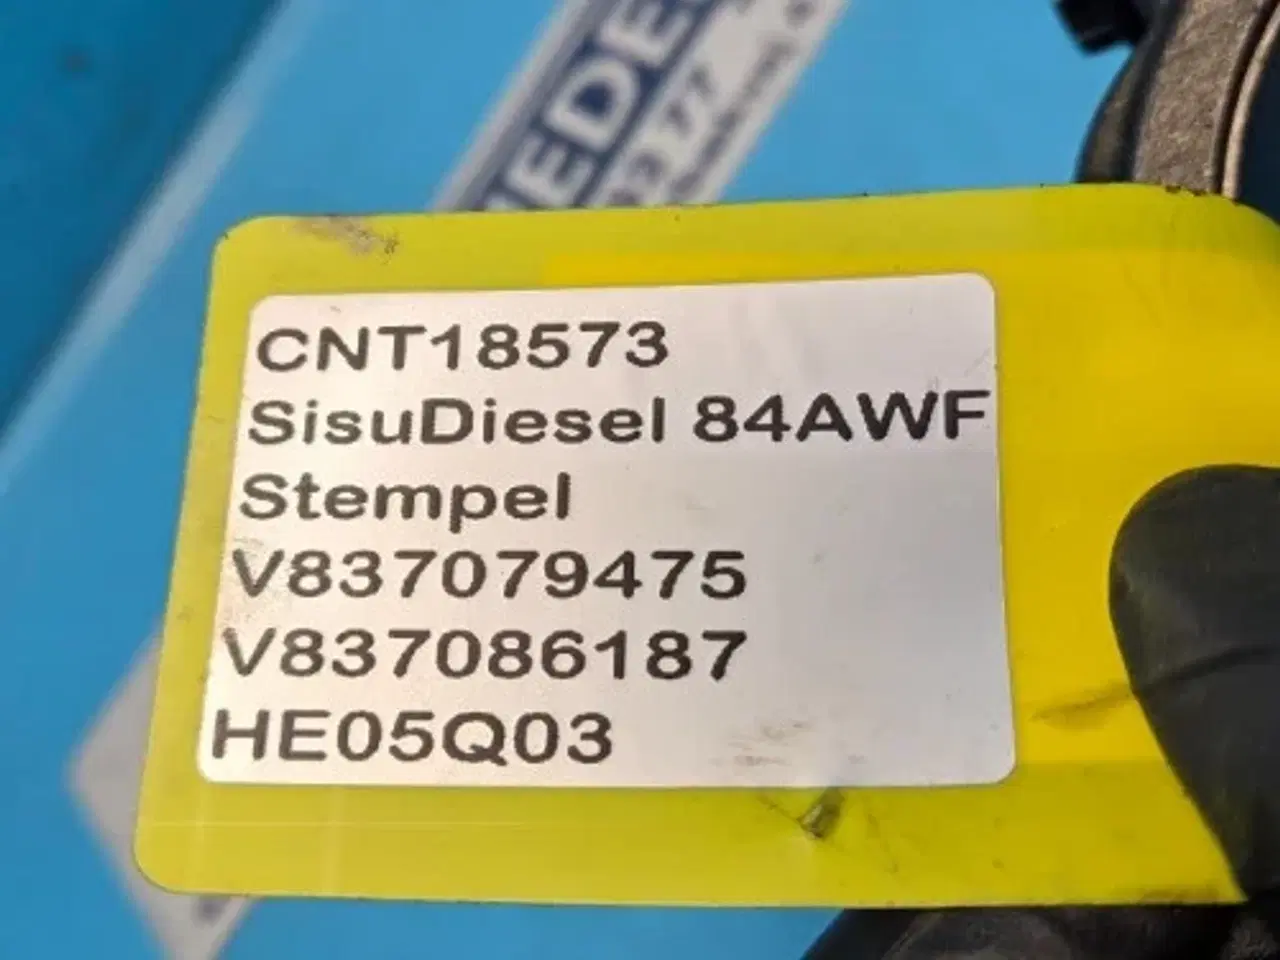 CNT18573
SisuDiesel 84AWF
Stempel
V837079475
V837086187
HE05Q03